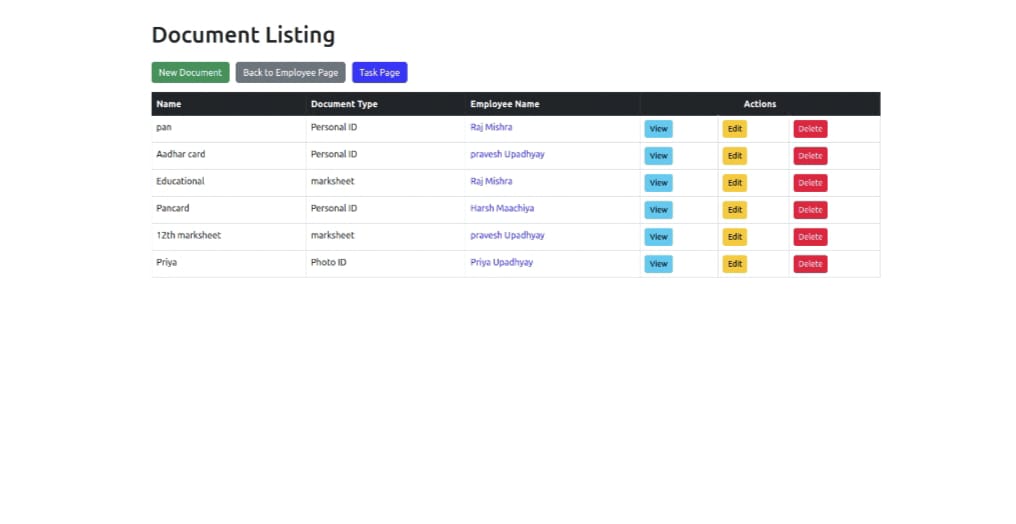 Document Listing
New Document Back to Employee Page Task Page
Name Document Type Employee Name Actions
pan Personal ID Raj Mishra View Edit Delete
Aadhar card Personal ID pravesh Upadhyay View Edit Delete
Educational marksheet Raj Mishra View Edit Delete
Pancard Personal ID Harsh Maachiya View Edit Delete
12th marksheet marksheet pravesh Upadhyay View Edit Delete
Priya Photo ID Priya Upadhyay View Edit Delete